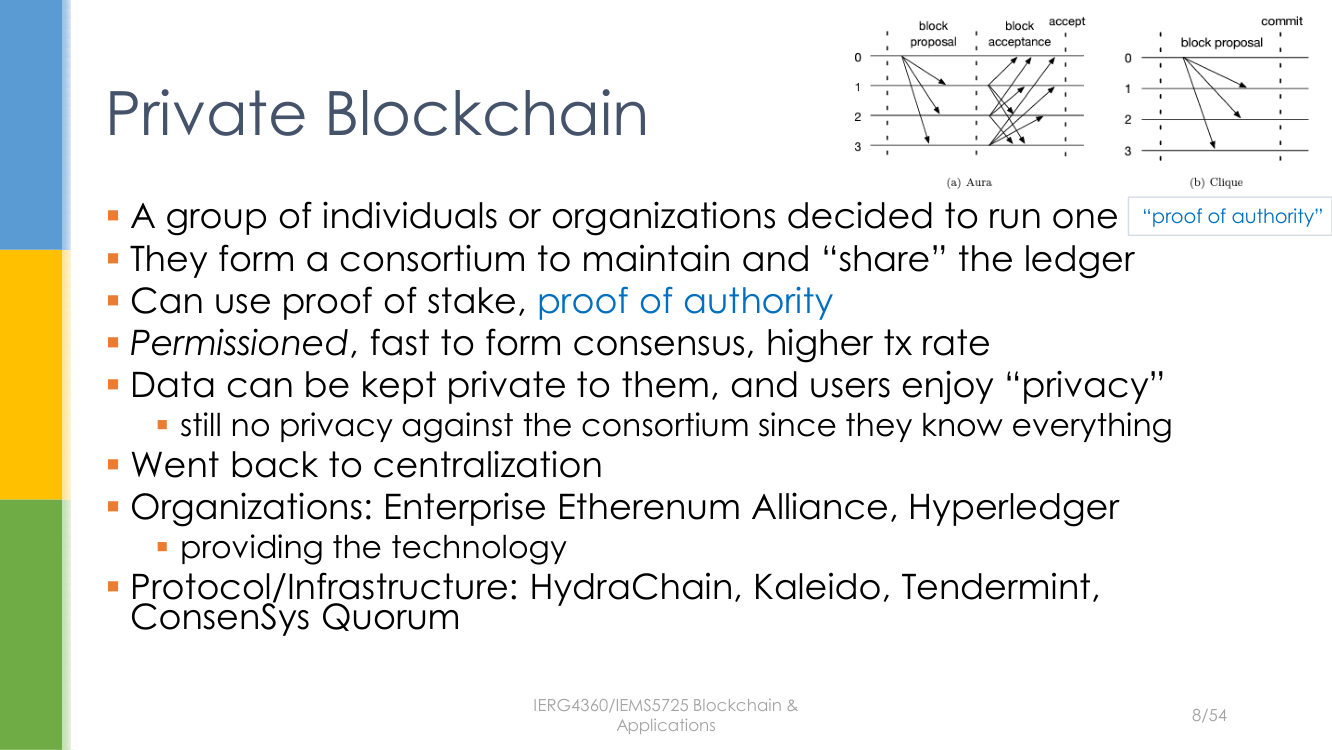 block
proposal
block
acceptance
accept
0
1
2
3
(a) Aura
commit
block proposal
0
1
2
3
(b) Clique
Private Blockchain
▪ A group of individuals or organizations decided to run one
“proof of authority”
▪ They form a consortium to maintain and “share” the ledger
▪ Can use proof of stake, proof of authority
▪ Permissioned, fast to form consensus, higher tx rate
▪ Data can be kept private to them, and users enjoy “privacy”
▪ still no privacy against the consortium since they know everything
▪ Went back to centralization
▪ Organizations: Enterprise Etherenum Alliance, Hyperledger
▪ providing the technology
▪ Protocol/Infrastructure: HydraChain, Kaleido, Tendermint,
ConsenSys Quorum
IERG4360/IEMS5725 Blockchain &
Applications
8/54